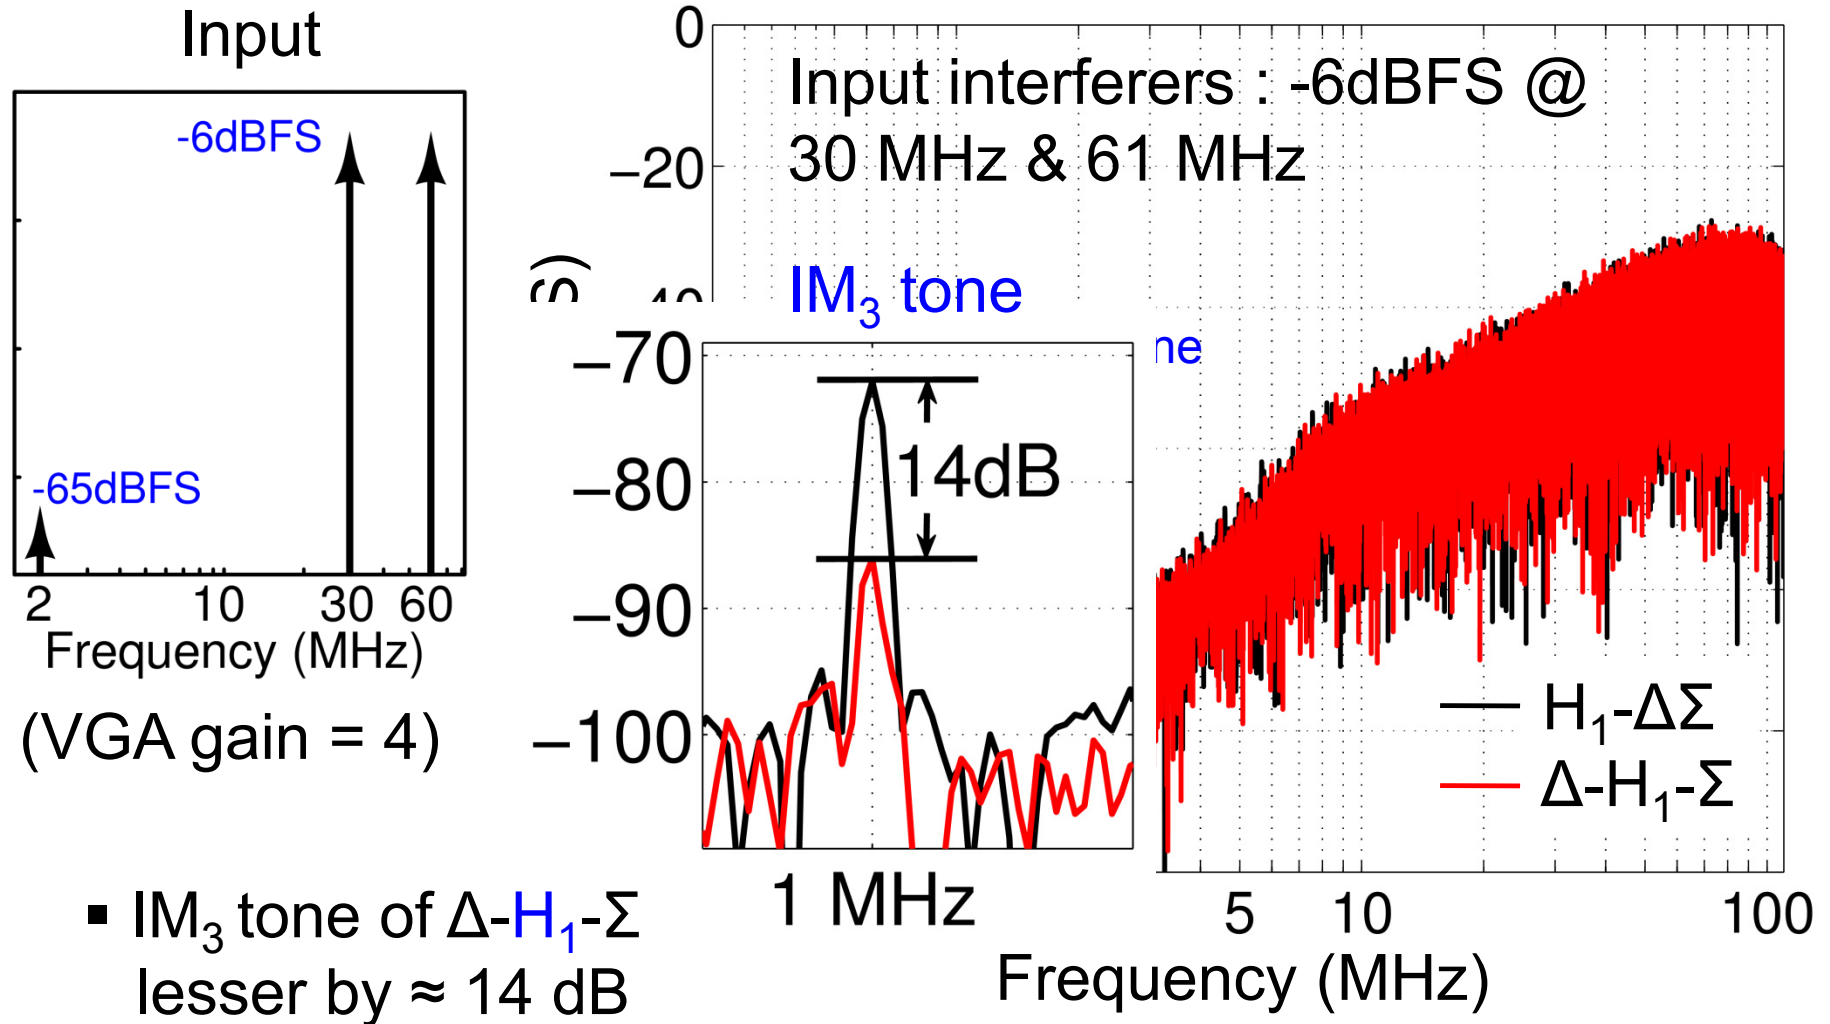 Input
-6dBFS
-65dBFS
2 10 30 60
Frequency (MHz)
(VGA gain = 4)
0
Input interferers : -6dBFS @
30 MHz & 61 MHz
−20
IM₃ tone
ne
−70
−80
−90
−100
14dB
1 MHz
H₁-ΔΣ
Δ-H₁-Σ
5 10 100
Frequency (MHz)
▪ IM₃ tone of Δ-H₁-Σ
lesser by ≈ 14 dB